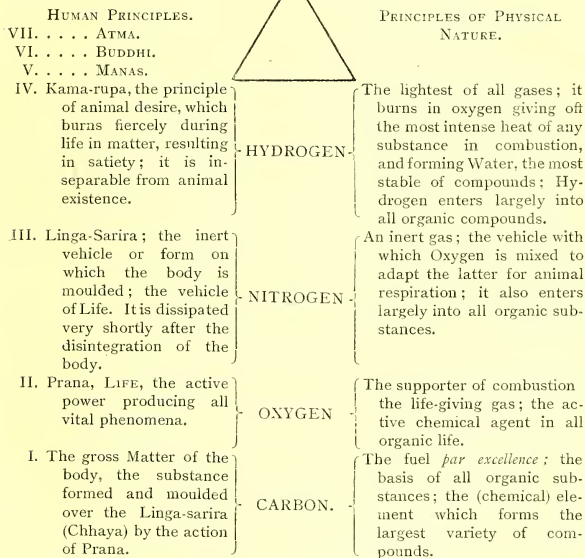 HUMAN PRINCIPLES.
VII. . . . . ATMA.
VI. . . . . BUDDHI.
V. . . . . MANAS.
IV. Kama-rupa, the principle
of animal desire, which
burns fiercely during
life in matter, resulting
in satiety; it is in-
separable from animal
existence.
III. Linga-Sarira; the inert
vehicle or form on
which the body is
moulded; the vehicle
of Life. It is dissipated
very shortly after the
disintegration of the
body.
II. Prana, LIFE, the active
power producing all
vital phenomena.
I. The gross Matter of the
body, the substance
formed and moulded
over the Linga-sarira
(Chhaya) by the action
of Prana.
HYDROGEN
NITROGEN
OXYGEN
CARBON.
PRINCIPLES OF PHYSICAL
NATURE.
The lightest of all gases; it
burns in oxygen giving off
the most intense heat of any
substance in combustion,
and forming Water, the most
stable of compounds; Hy-
drogen enters largely into
all organic compounds.
An inert gas; the vehicle with
which Oxygen is mixed to
adapt the latter for animal
respiration; it also enters
largely into all organic sub-
stances.
The supporter of combustion
the life-giving gas; the ac-
tive chemical agent in all
organic life.
The fuel par excellence; the
basis of all organic sub-
stances; the (chemical) ele-
ment which forms the
largest variety of com-
pounds.